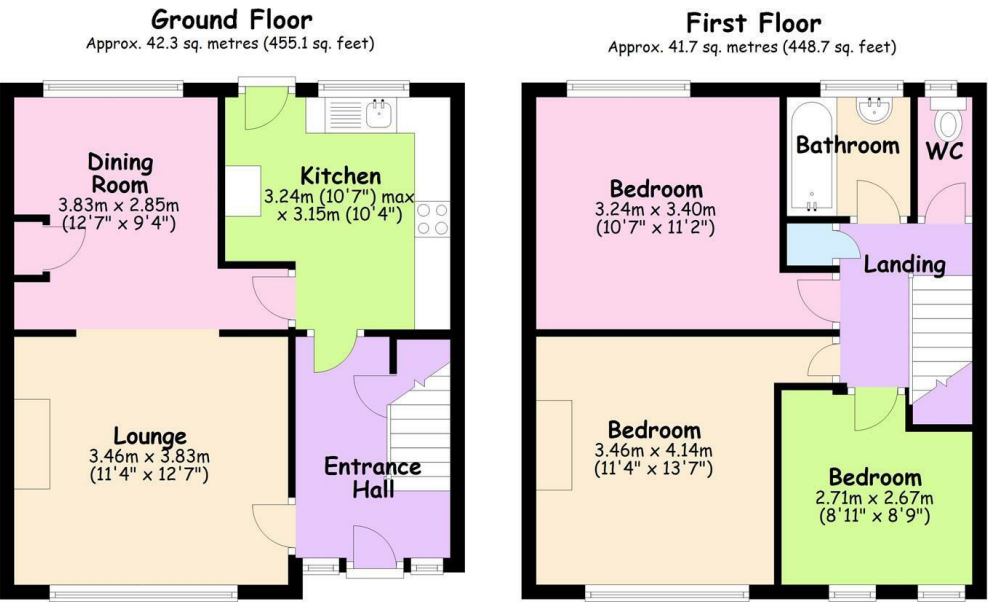 Ground Floor
Approx. 42.3 sq. metres (455.1 sq. feet)
Dining
Room
3.83m x 2.85m
(12'7" x 9'4")
Kitchen
3.24m (10'7") max
x 3.15m (10'4")
Lounge
3.46m x 3.83m
(11'4" x 12'7")
Entrance
Hall
First Floor
Approx. 41.7 sq. metres (448.7 sq. feet)
Bedroom
3.24m x 3.40m
(10'7" x 11'2")
Bathroom
WC
Landing
Bedroom
3.46m x 4.14m
(11'4" x 13'7")
Bedroom
2.71m x 2.67m
(8'11" x 8'9")